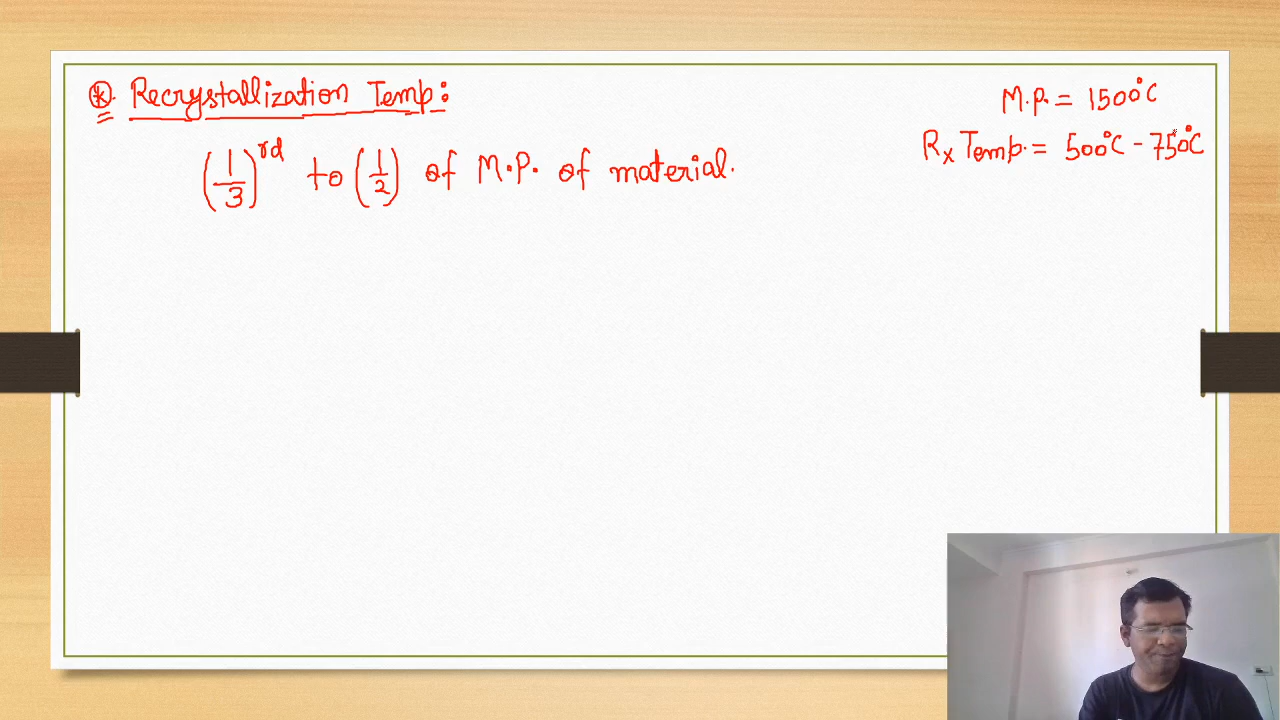 * Recrystallization Temp:
(1/3)rd to (1/2) of M.P. of material.
M.P. = 1500°C
Rx Temp. = 500°C - 750°C